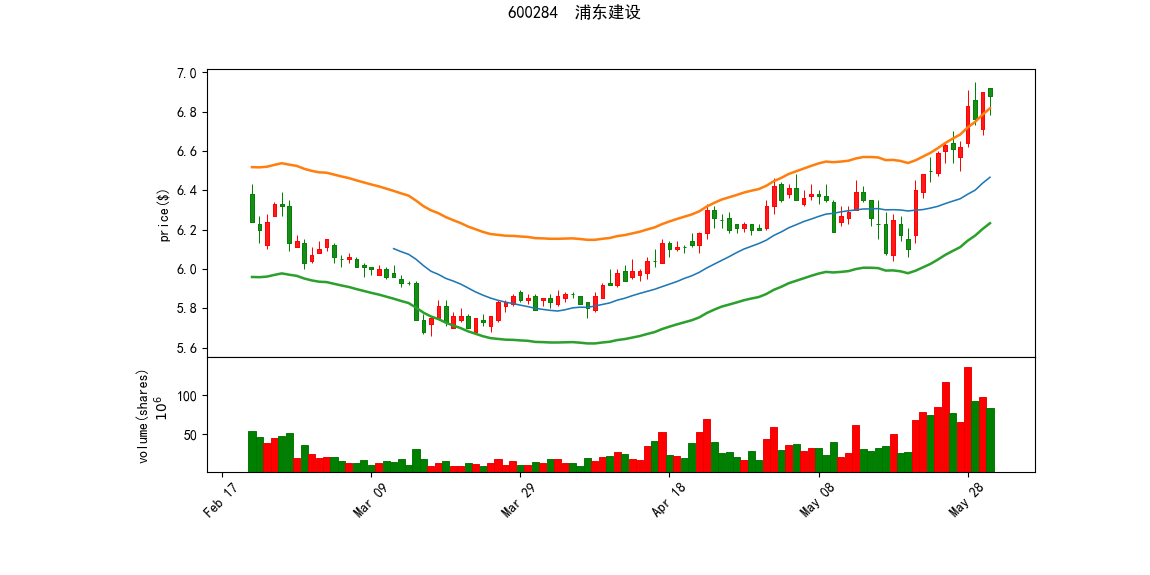 600284 浦东建设
7.0
6.8
6.6
6.4
6.2
6.0
5.8
5.6
price($)
100
50
volume(shares)
10^6
Feb 17
Mar 09
Mar 29
Apr 18
May 08
May 28